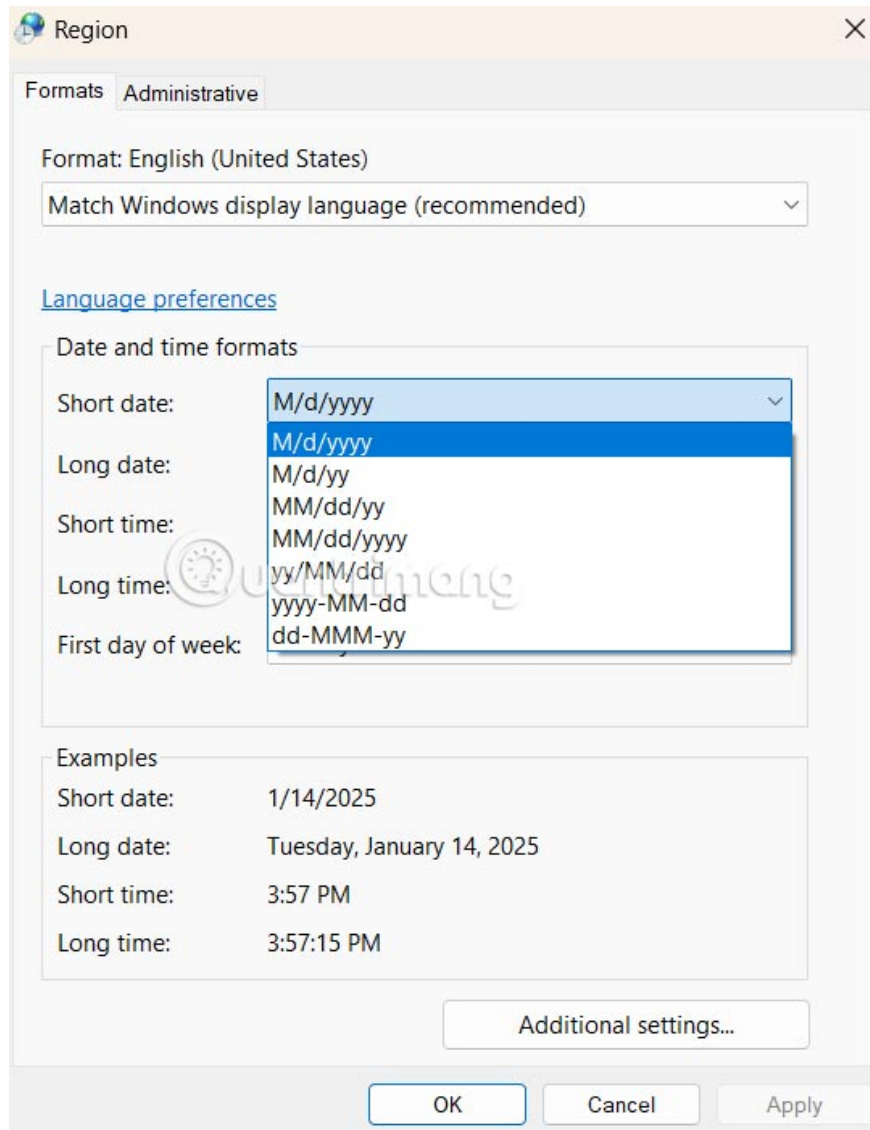 Region
Formats Administrative
Format: English (United States)
Match Windows display language (recommended)
Language preferences
Date and time formats
Short date: M/d/yyyy
M/d/yyyy
Long date:
M/d/yy
MM/dd/yy
Short time:
MM/dd/yyyy
yy/MM/dd
Long time:
Quantrimang
yyyy-MM-dd
dd-MMM-yy
First day of week:
Examples
Short date: 1/14/2025
Long date: Tuesday, January 14, 2025
Short time: 3:57 PM
Long time: 3:57:15 PM
Additional settings...
OK Cancel Apply